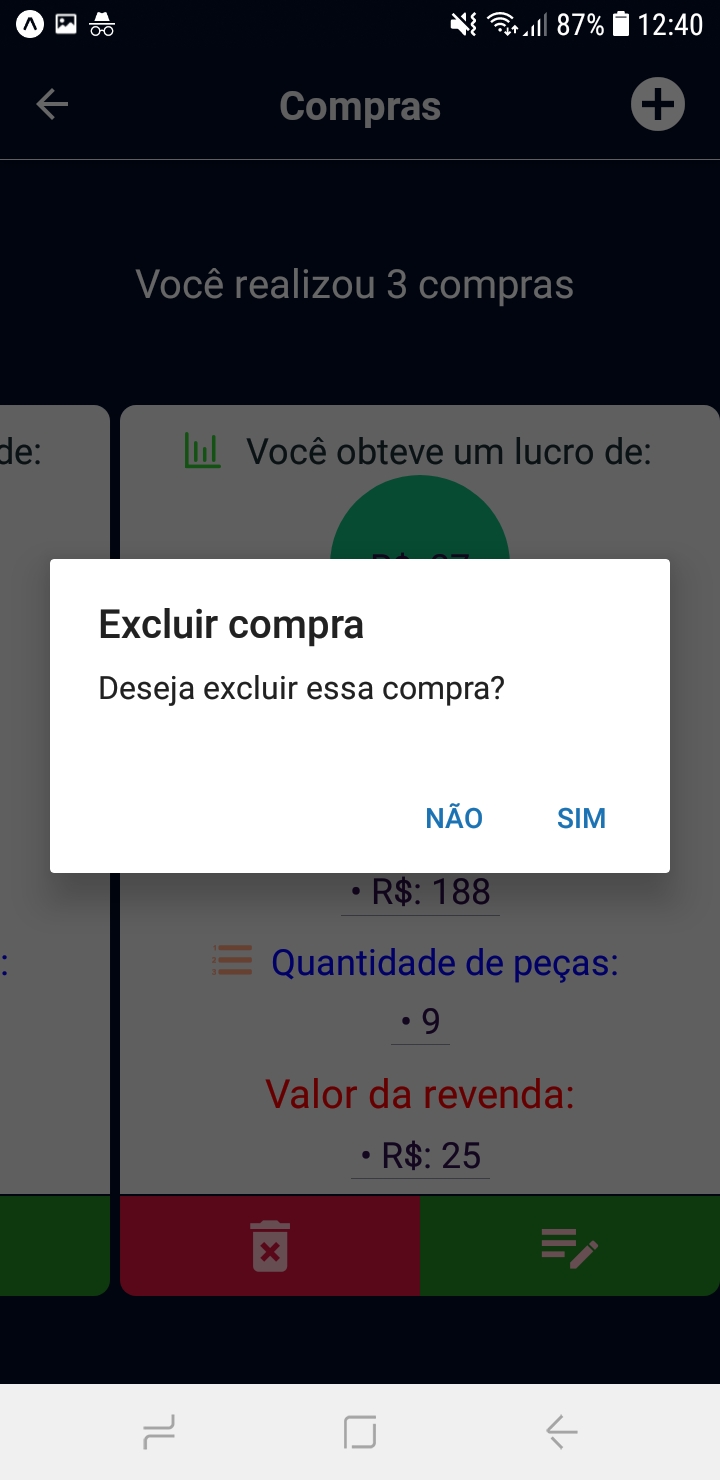 87% 12:40
Compras
Você realizou 3 compras
de:
Você obteve um lucro de:
Excluir compra
Deseja excluir essa compra?
NÃO SIM
• R$: 188
:
Quantidade de peças:
• 9
Valor da revenda:
• R$: 25